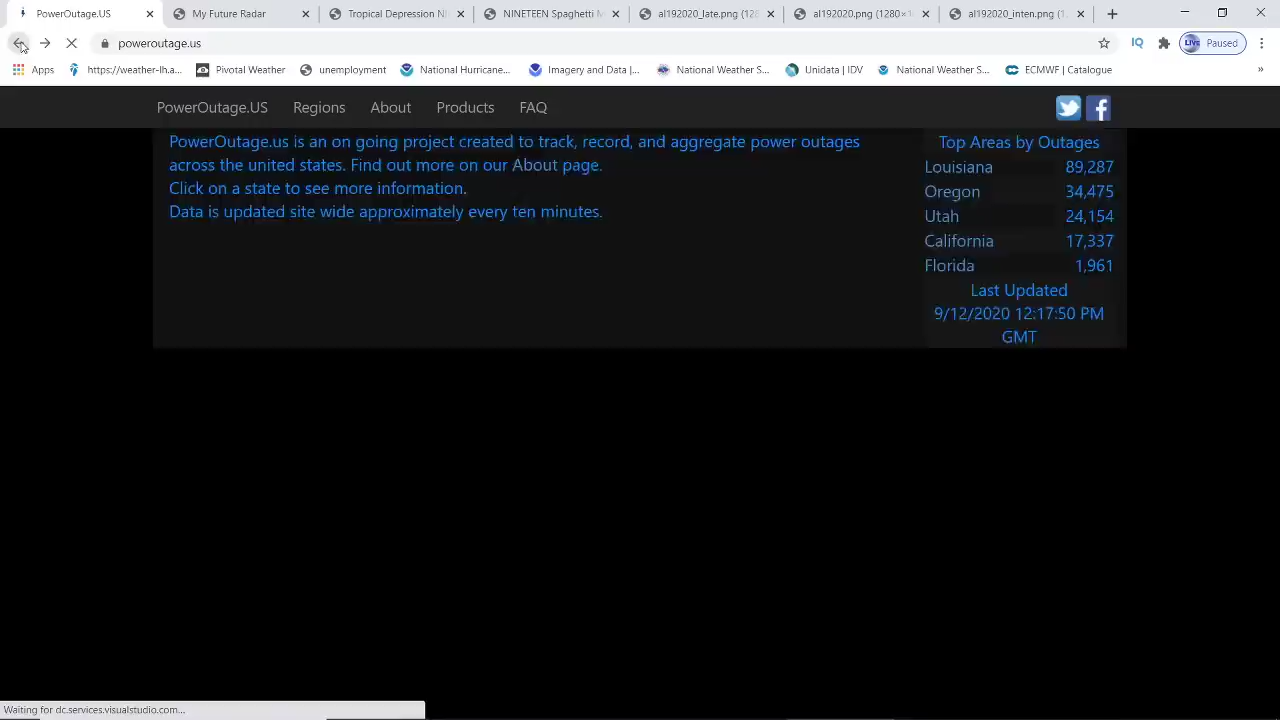 PowerOutage.US
My Future Radar
Tropical Depression NI
NINETEEN Spaghetti M
al192020_late.png (128
al192020.png (1280×1
al192020_inten.png (1
poweroutage.us
IQ
LIVE
Paused
Apps
https://weather-lh.a...
Pivotal Weather
unemployment
National Hurricane...
Imagery and Data |...
National Weather S...
Unidata | IDV
National Weather S...
ECMWF | Catalogue
»
PowerOutage.US
Regions
About
Products
FAQ
PowerOutage.us is an on going project created to track, record, and aggregate power outages
across the united states. Find out more on our About page.
Click on a state to see more information.
Data is updated site wide approximately every ten minutes.
Top Areas by Outages
Louisiana 89,287
Oregon 34,475
Utah 24,154
California 17,337
Florida 1,961
Last Updated
9/12/2020 12:17:50 PM
GMT
Waiting for dc.services.visualstudio.com...